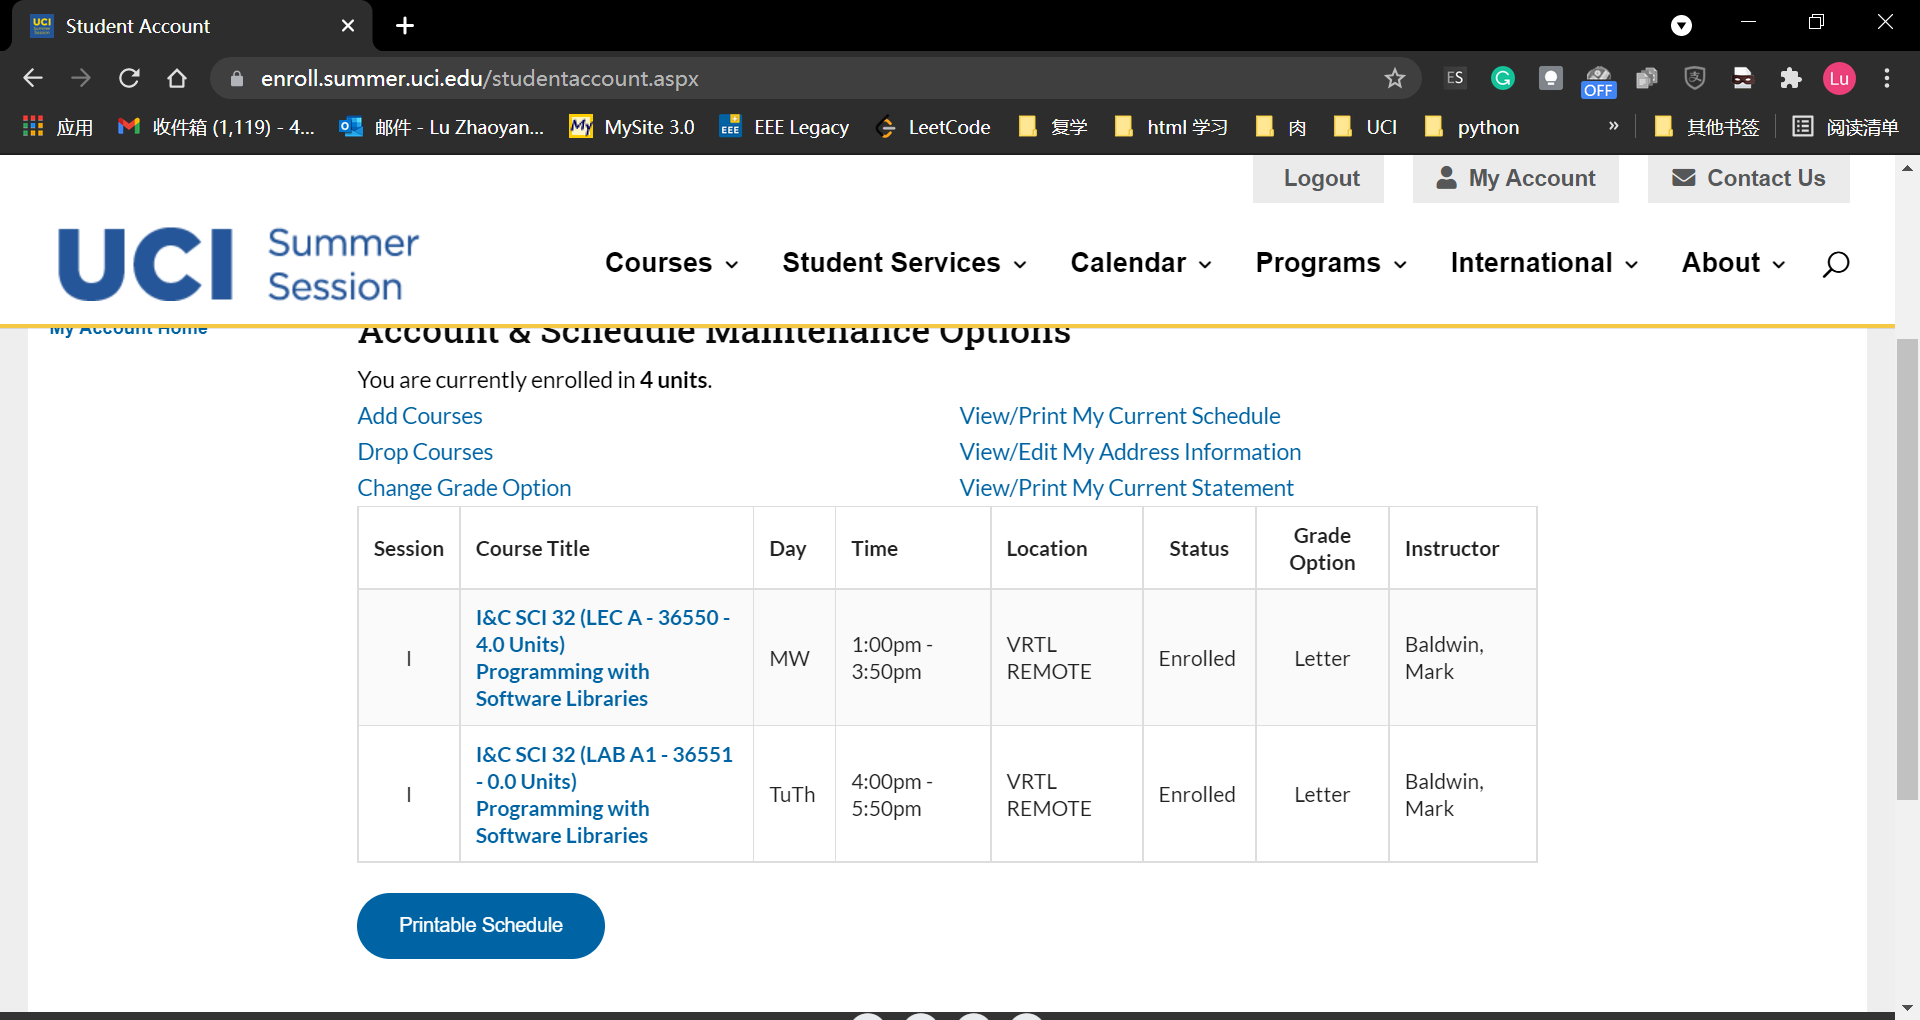 UCI Student Account
enroll.summer.uci.edu/studentaccount.aspx
ES
OFF
Lu
应用
收件箱 (1,119) - 4...
邮件 - Lu Zhaoyan...
My MySite 3.0
EEE EEE Legacy
LeetCode
复学
html 学习
肉
UCI
python
»
其他书签
阅读清单
Logout
My Account
Contact Us
UCI Summer
Session
Courses
Student Services
Calendar
Programs
International
About
My Account Home
Account & Schedule Maintenance Options
You are currently enrolled in 4 units.
Add Courses
View/Print My Current Schedule
Drop Courses
View/Edit My Address Information
Change Grade Option
View/Print My Current Statement
Session
Course Title
Day
Time
Location
Status
Grade
Option
Instructor
I
I&C SCI 32 (LEC A - 36550 -
4.0 Units)
Programming with
Software Libraries
MW
1:00pm -
3:50pm
VRTL
REMOTE
Enrolled
Letter
Baldwin,
Mark
I
I&C SCI 32 (LAB A1 - 36551
- 0.0 Units)
Programming with
Software Libraries
TuTh
4:00pm -
5:50pm
VRTL
REMOTE
Enrolled
Letter
Baldwin,
Mark
Printable Schedule